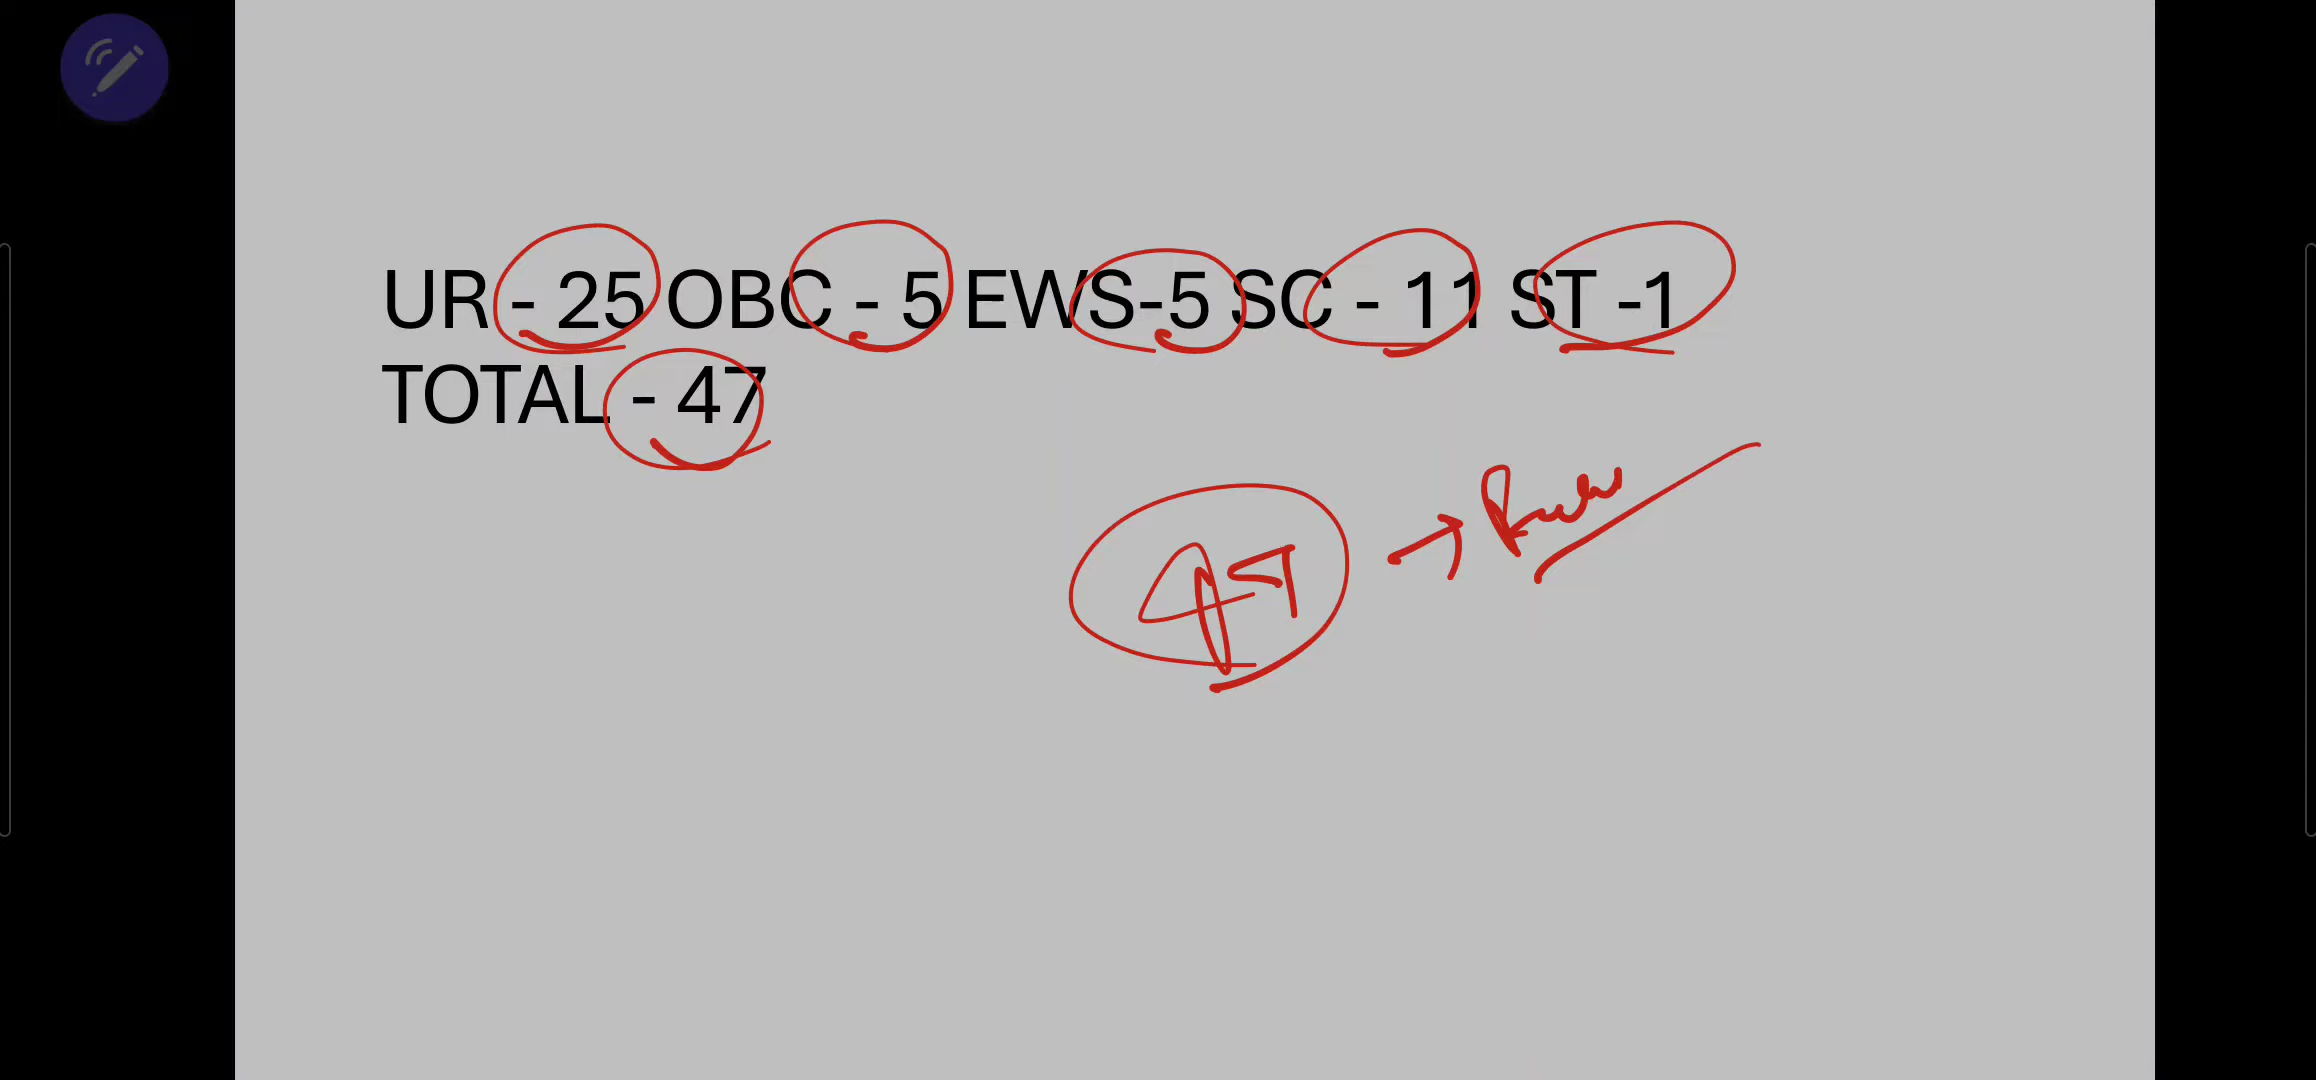 UR - 25 OBC - 5 EWS-5 SC - 11 ST -1
TOTAL - 47
47